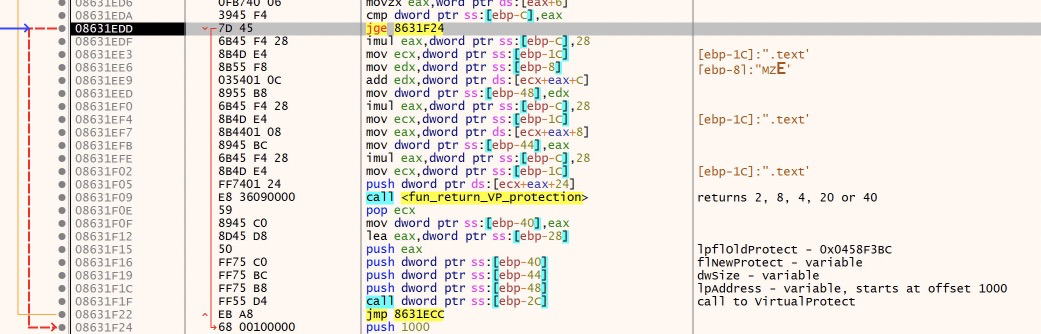 08631ED6 0FB740 06 movzx eax,word ptr ds:[eax+6]
08631EDA 3945 F4 cmp dword ptr ss:[ebp-C],eax
08631EDD 7D 45 jge 8631F24
08631EDF 6B45 F4 28 imul eax,dword ptr ss:[ebp-C],28
08631EE3 8B4D E4 mov ecx,dword ptr ss:[ebp-1C] [ebp-1C]:".text'
08631EE6 8B55 F8 mov edx,dword ptr ss:[ebp-8] [ebp-8]:"MZE'
08631EE9 035401 0C add edx,dword ptr ds:[ecx+eax+C]
08631EED 8955 B8 mov dword ptr ss:[ebp-48],edx
08631EF0 6B45 F4 28 imul eax,dword ptr ss:[ebp-C],28
08631EF4 8B4D E4 mov ecx,dword ptr ss:[ebp-1C] [ebp-1C]:".text'
08631EF7 8B4401 08 mov eax,dword ptr ds:[ecx+eax+8]
08631EFB 8945 BC mov dword ptr ss:[ebp-44],eax
08631EFE 6B45 F4 28 imul eax,dword ptr ss:[ebp-C],28
08631F02 8B4D E4 mov ecx,dword ptr ss:[ebp-1C] [ebp-1C]:".text'
08631F05 FF7401 24 push dword ptr ds:[ecx+eax+24]
08631F09 E8 36090000 call <fun_return_VP_protection> returns 2, 8, 4, 20 or 40
08631F0E 59 pop ecx
08631F0F 8945 C0 mov dword ptr ss:[ebp-40],eax
08631F12 8D45 D8 lea eax,dword ptr ss:[ebp-28]
08631F15 50 push eax lpflOldProtect - 0x0458F3BC
08631F16 FF75 C0 push dword ptr ss:[ebp-40] flNewProtect - variable
08631F19 FF75 BC push dword ptr ss:[ebp-44] dwSize - variable
08631F1C FF75 B8 push dword ptr ss:[ebp-48] lpAddress - variable, starts at offset 1000
08631F1F FF55 D4 call dword ptr ss:[ebp-2C] call to VirtualProtect
08631F22 EB A8 jmp 8631ECC
08631F24 68 00100000 push 1000